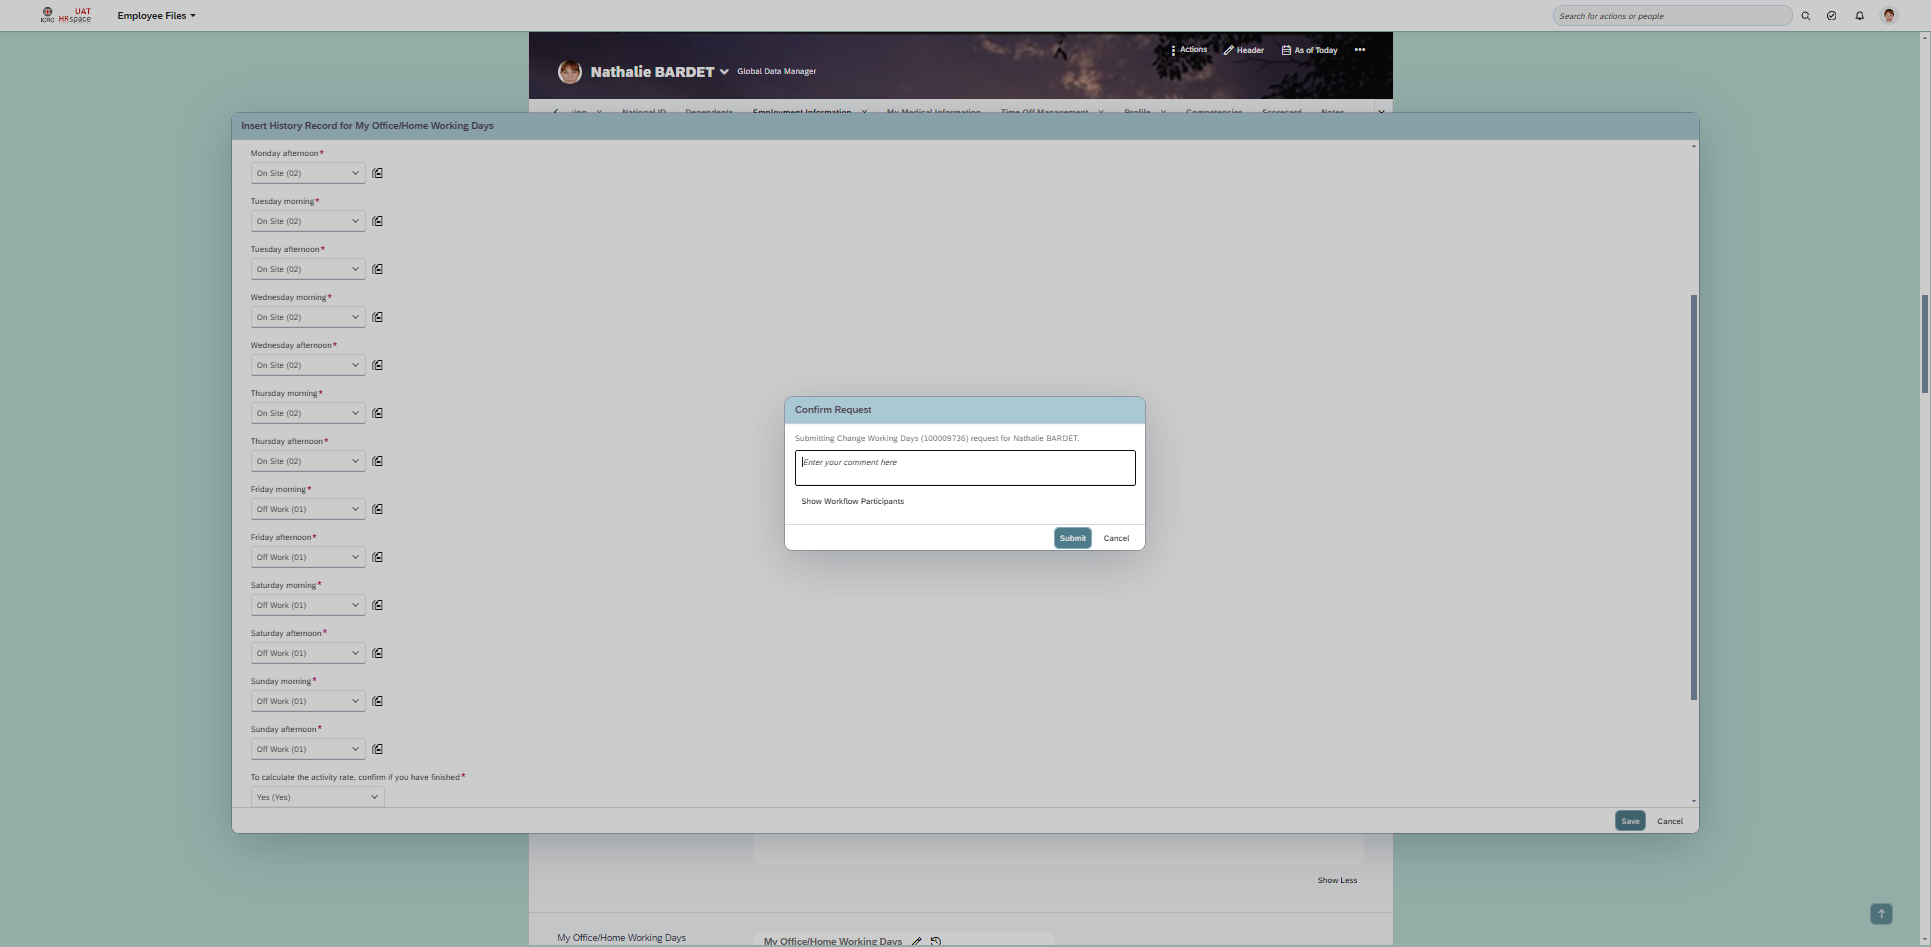 ICRC
UAT
HRspace
Employee Files
Search for actions or people
Actions
Header
As of Today
Nathalie BARDET
Global Data Manager
National ID
Dependents
Employment Information
My Medical Information
Time Off Management
Profile
Competencies
Scorecard
Notes
Insert History Record for My Office/Home Working Days
Monday afternoon*
On Site (02)
Tuesday morning*
On Site (02)
Tuesday afternoon*
On Site (02)
Wednesday morning*
On Site (02)
Wednesday afternoon*
On Site (02)
Thursday morning*
On Site (02)
Thursday afternoon*
On Site (02)
Friday morning*
Off Work (01)
Friday afternoon*
Off Work (01)
Saturday morning*
Off Work (01)
Saturday afternoon*
Off Work (01)
Sunday morning*
Off Work (01)
Sunday afternoon*
Off Work (01)
To calculate the activity rate, confirm if you have finished*
Yes (Yes)
Confirm Request
Submitting Change Working Days (100009736) request for Nathalie BARDET.
Enter your comment here
Show Workflow Participants
Submit
Cancel
Save
Cancel
Show Less
My Office/Home Working Days
My Office/Home Working Days